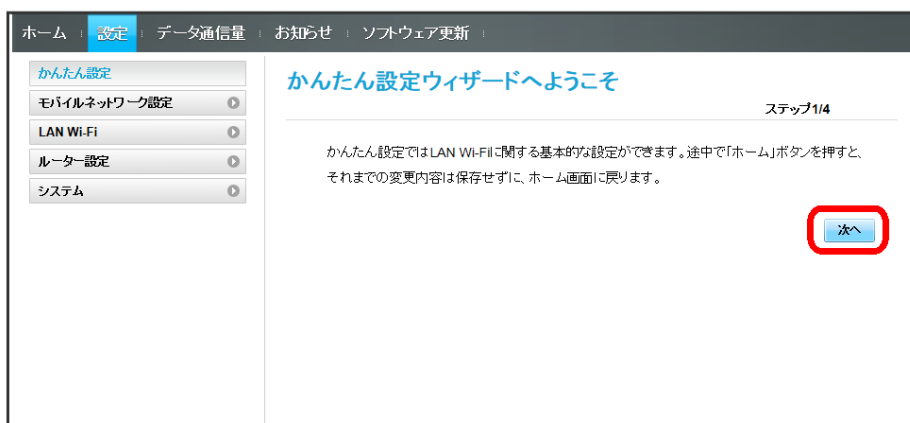 ホーム 設定 データ通信量 お知らせ ソフトウェア更新
かんたん設定
モバイルネットワーク設定
LAN Wi-Fi
ルーター設定
システム
かんたん設定ウィザードへようこそ
ステップ1/4
かんたん設定ではLAN Wi-Fiに関する基本的な設定ができます。途中で「ホーム」ボタンを押すと、
それまでの変更内容は保存せずに、ホーム画面に戻ります。
次へ